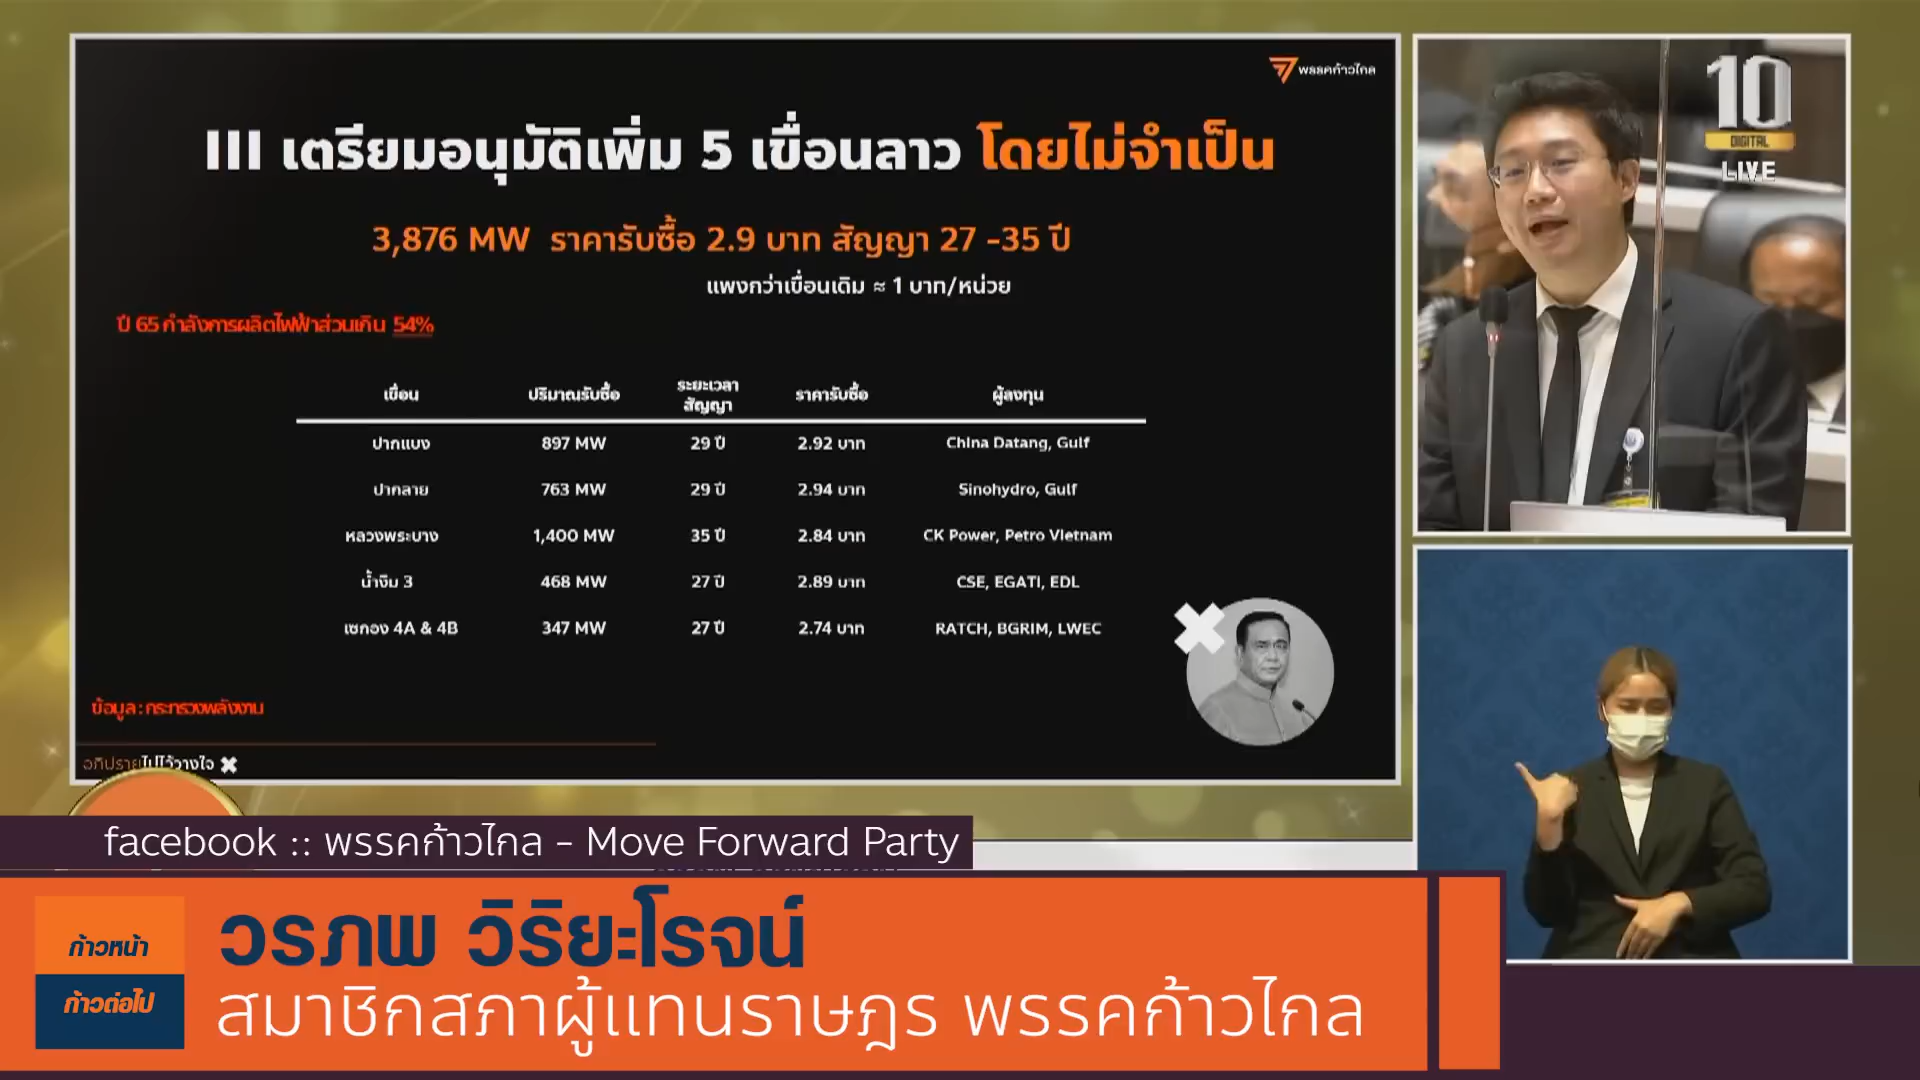 พรรคก้าวไกล
III เตรียมอนุมัติเพิ่ม 5 เขื่อนลาว โดยไม่จำเป็น
3,876 MW ราคารับซื้อ 2.9 บาท สัญญา 27 -35 ปี
แพงกว่าเขื่อนเดิม ≈ 1 บาท/หน่วย
ปี 65 กำลังการผลิตไฟฟ้าส่วนเกิน 54%
เขื่อน ปริมาณรับซื้อ ระยะเวลา ราคารับซื้อ ผู้ลงทุน
สัญญา
ปากแบง 897 MW 29 ปี 2.92 บาท China Datang, Gulf
ปากลาย 763 MW 29 ปี 2.94 บาท Sinohydro, Gulf
หลวงพระบาง 1,400 MW 35 ปี 2.84 บาท CK Power, Petro Vietnam
น้ำงึม 3 468 MW 27 ปี 2.89 บาท CSE, EGATI, EDL
เซกอง 4A & 4B 347 MW 27 ปี 2.74 บาท RATCH, BGRIM, LWEC
ข้อมูล : กระทรวงพลังงาน
อภิปรายไม่ไว้วางใจ
10
DIGITAL
LIVE
facebook :: พรรคก้าวไกล - Move Forward Party
ก้าวหน้า
ก้าวต่อไป
วรภพ วิริยะโรจน์
สมาชิกสภาผู้แทนราษฎร พรรคก้าวไกล